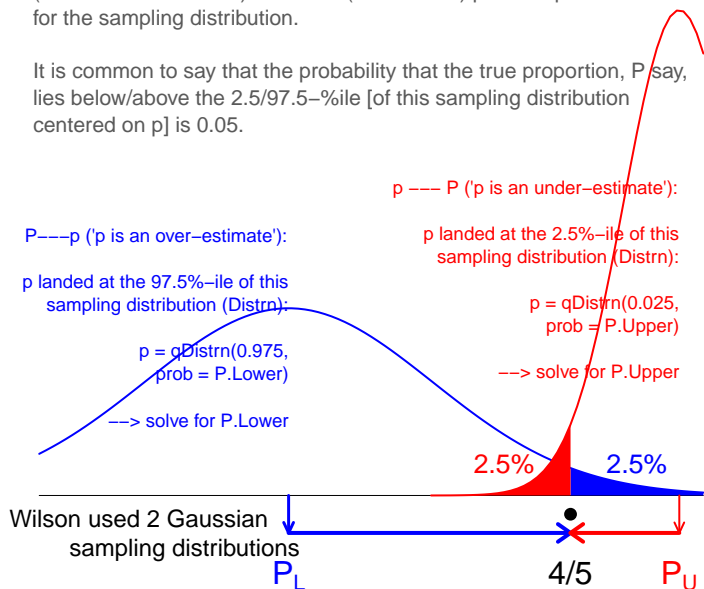 for the sampling distribution.
It is common to say that the probability that the true proportion, P say,
lies below/above the 2.5/97.5−%ile [of this sampling distribution
centered on p] is 0.05.
p −−− P ('p is an under−estimate'):
p landed at the 2.5%−ile of this
sampling distribution (Distrn):
p = qDistrn(0.025,
prob = P.Upper)
−−> solve for P.Upper
P−−−p ('p is an over−estimate'):
p landed at the 97.5%−ile of this
sampling distribution (Distrn):
p = qDistrn(0.975,
prob = P.Lower)
−−> solve for P.Lower
2.5% 2.5%
Wilson used 2 Gaussian
sampling distributions
P_L 4/5 P_U